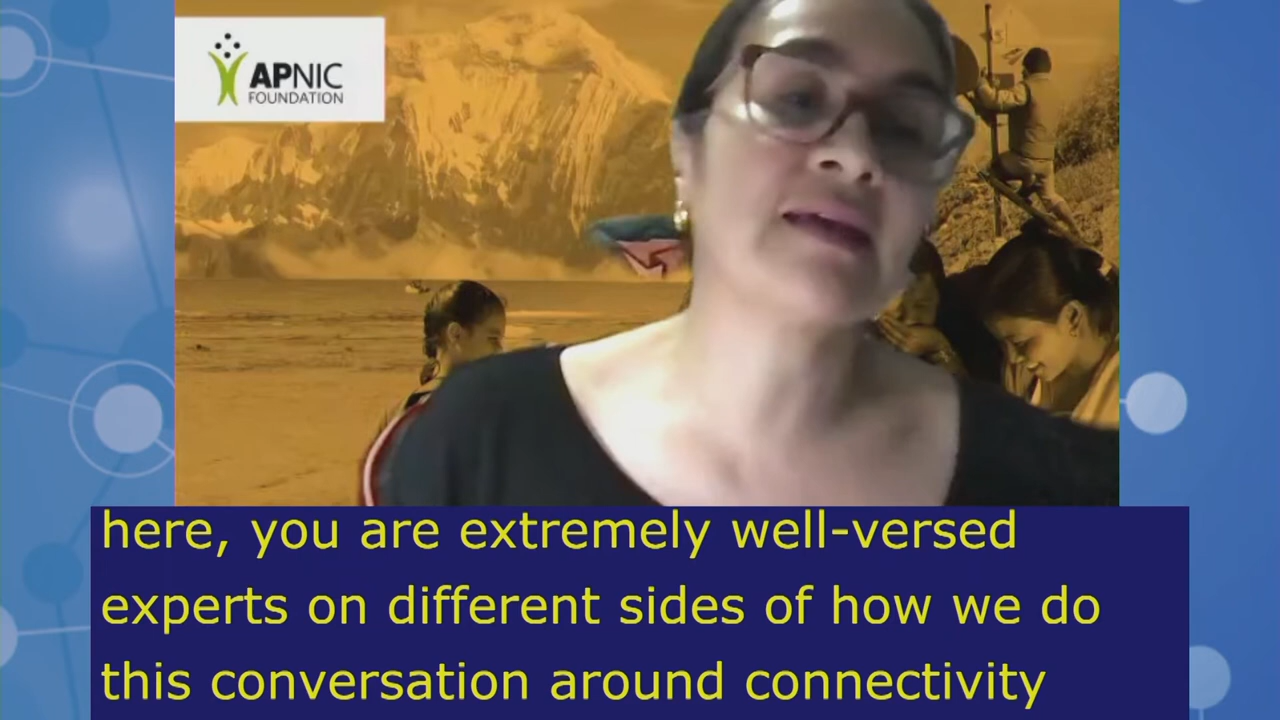 APNIC
FOUNDATION
here, you are extremely well-versed
experts on different sides of how we do
this conversation around connectivity